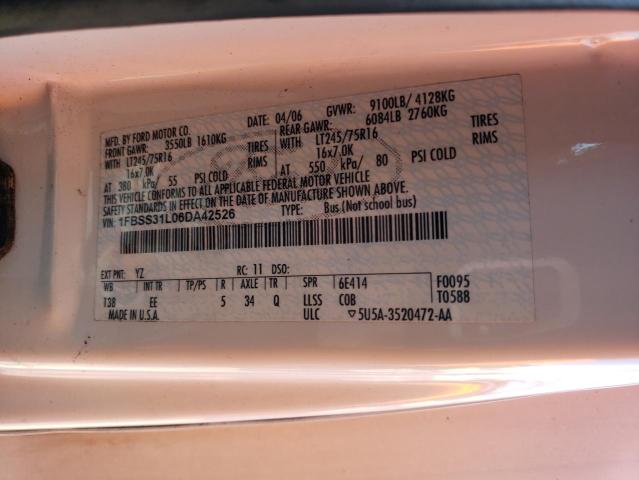 MFD. BY FORD MOTOR CO. DATE: 04/06 GVWR: 9100LB/ 4128KG
FRONT GAWR: 3550LB 1610KG REAR GAWR: 6084LB 2760KG
WITH LT245/75R16 TIRES WITH LT245/75R16 TIRES
16x7.0K RIMS 16x7.0K RIMS
AT 380 kPa/ 55 PSI COLD AT 550 kPa/ 80 PSI COLD
THIS VEHICLE CONFORMS TO ALL APPLICABLE FEDERAL MOTOR VEHICLE
SAFETY STANDARDS IN EFFECT ON THE DATE OF MANUFACTURE SHOWN ABOVE.
VIN: 1FBSS31L06DA42526 TYPE: Bus(Not school bus)
EXT PNT: YZ RC: 11 DSO:
WB INT TR TP/PS R AXLE TR SPR 6E414 F0095
138 EE 5 34 Q LLSS COB T0588
MADE IN U.S.A. ULC ▽5U5A-3520472-AA